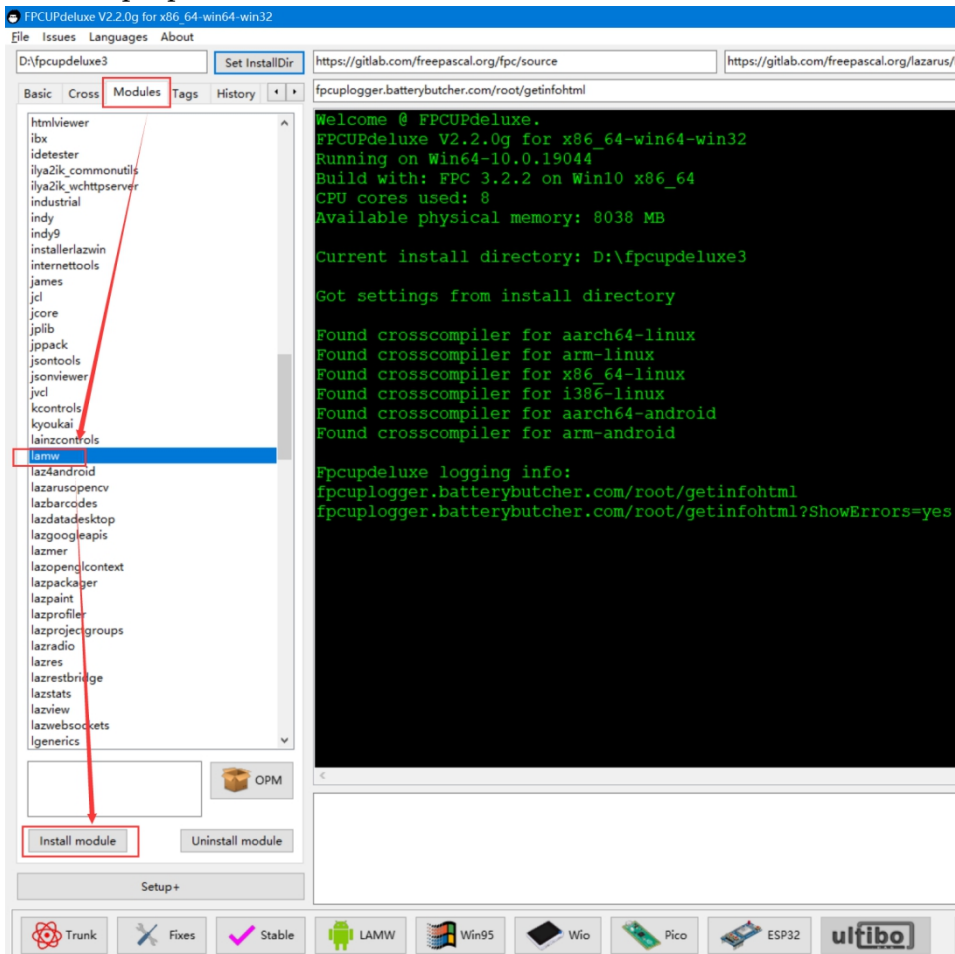 FPCUPdeluxe V2.2.0g for x86_64-win64-win32
File Issues Languages About
D:\fpcupdeluxe3 Set InstallDir https://gitlab.com/freepascal.org/fpc/source https://gitlab.com/freepascal.org/lazarus/
Basic Cross Modules Tags History fpcuplogger.batterybutcher.com/root/getinfohtml
htmlviewer
ibx
idetester
ilya2ik_commonutils
ilya2ik_wchttpserver
industrial
indy
indy9
installerlazwin
internettools
james
jcl
jcore
jplib
jppack
jsontools
jsonviewer
jvcl
kcontrols
kyoukai
lainzcontrols
lamw
laz4android
lazarusopencv
lazbarcodes
lazdatadesktop
lazgoogleapis
lazmer
lazopenglcontext
lazpackager
lazpaint
lazprofiler
lazprojectgroups
lazradio
lazres
lazrestbridge
lazstats
lazview
lazwebsockets
lgenerics
OPM
Install module Uninstall module
Setup+
Welcome @ FPCUPdeluxe.
FPCUPdeluxe V2.2.0g for x86_64-win64-win32
Running on Win64-10.0.19044
Build with: FPC 3.2.2 on Win10 x86_64
CPU cores used: 8
Available physical memory: 8038 MB
Current install directory: D:\fpcupdeluxe3
Got settings from install directory
Found crosscompiler for aarch64-linux
Found crosscompiler for arm-linux
Found crosscompiler for x86_64-linux
Found crosscompiler for i386-linux
Found crosscompiler for aarch64-android
Found crosscompiler for arm-android
Fpcupdeluxe logging info:
fpcuplogger.batterybutcher.com/root/getinfohtml
fpcuplogger.batterybutcher.com/root/getinfohtml?ShowErrors=yes
Trunk Fixes Stable LAMW Win95 Wio Pico ESP32 ultibo